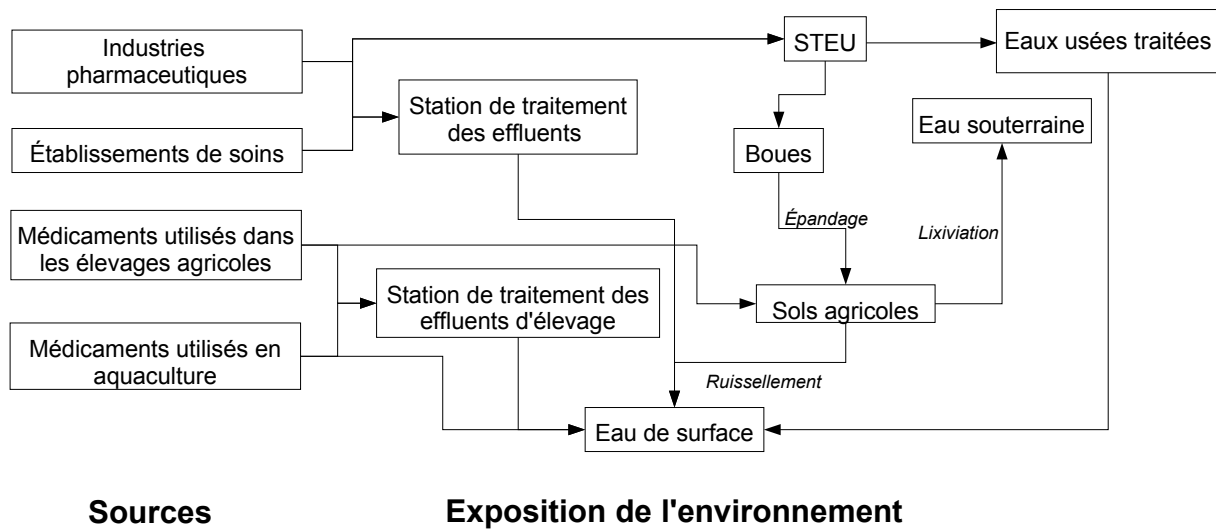 Industries
pharmaceutiques
STEU
Eaux usées traitées
Station de traitement
des effluents
Eau souterraine
Établissements de soins
Boues
Médicaments utilisés dans
les élevages agricoles
Épandage
Lixiviation
Station de traitement des
effluents d'élevage
Sols agricoles
Médicaments utilisés en
aquaculture
Ruissellement
Eau de surface
Sources
Exposition de l'environnement